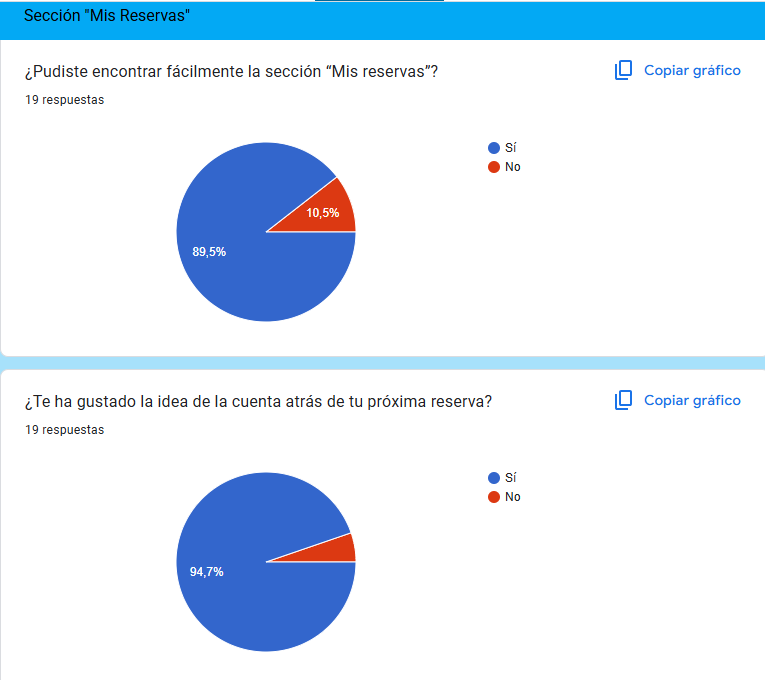 Sección "Mis Reservas"
¿Pudiste encontrar fácilmente la sección “Mis reservas”?
Copiar gráfico
19 respuestas
Sí
No
10,5%
89,5%
¿Te ha gustado la idea de la cuenta atrás de tu próxima reserva?
Copiar gráfico
19 respuestas
Sí
No
94,7%